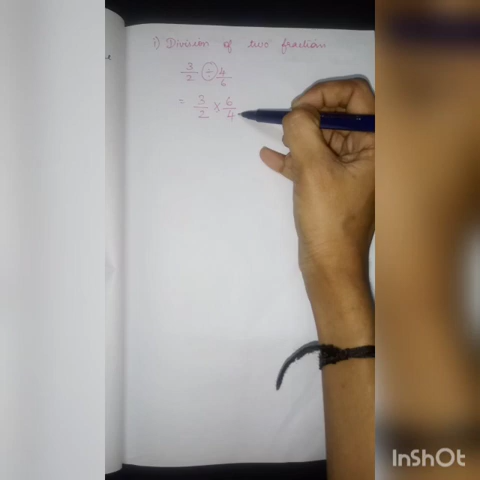 1) Division of two fraction
3/2 ÷ 4/6
= 3/2 × 6/4
InShOt